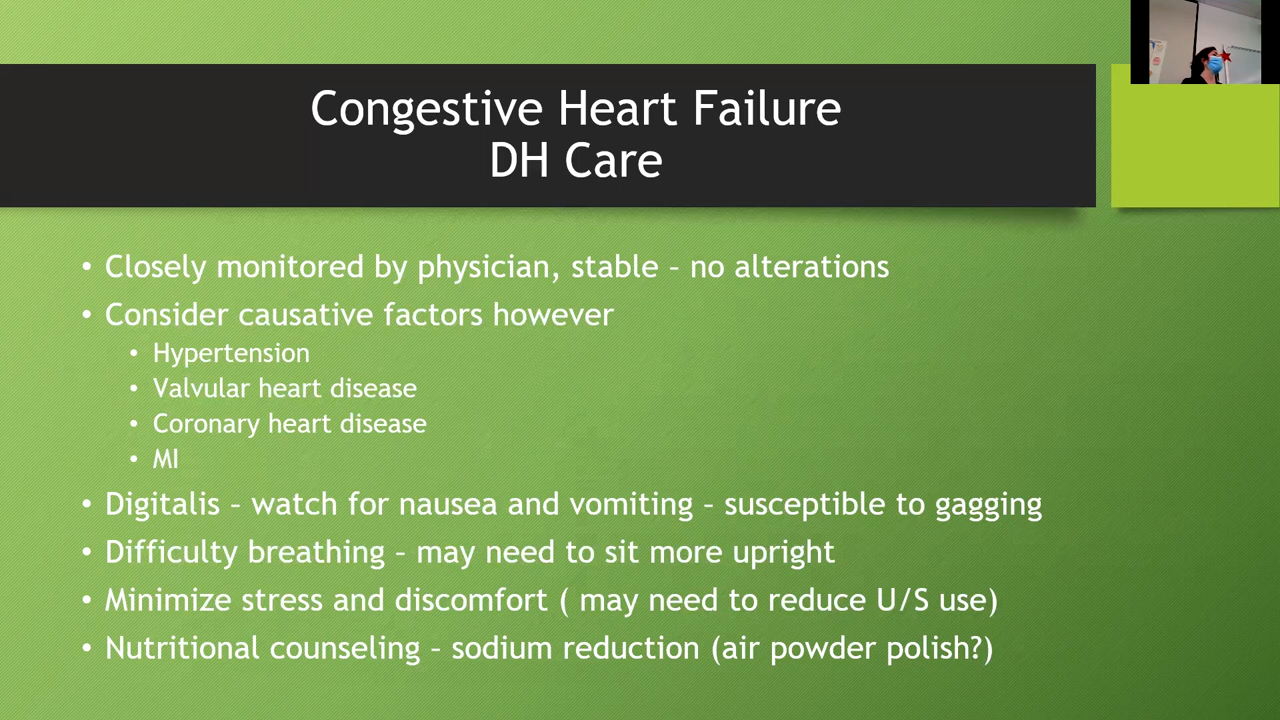 Congestive Heart Failure
DH Care
• Closely monitored by physician, stable – no alterations
• Consider causative factors however
• Hypertension
• Valvular heart disease
• Coronary heart disease
• MI
• Digitalis – watch for nausea and vomiting – susceptible to gagging
• Difficulty breathing – may need to sit more upright
• Minimize stress and discomfort ( may need to reduce U/S use)
• Nutritional counseling – sodium reduction (air powder polish?)